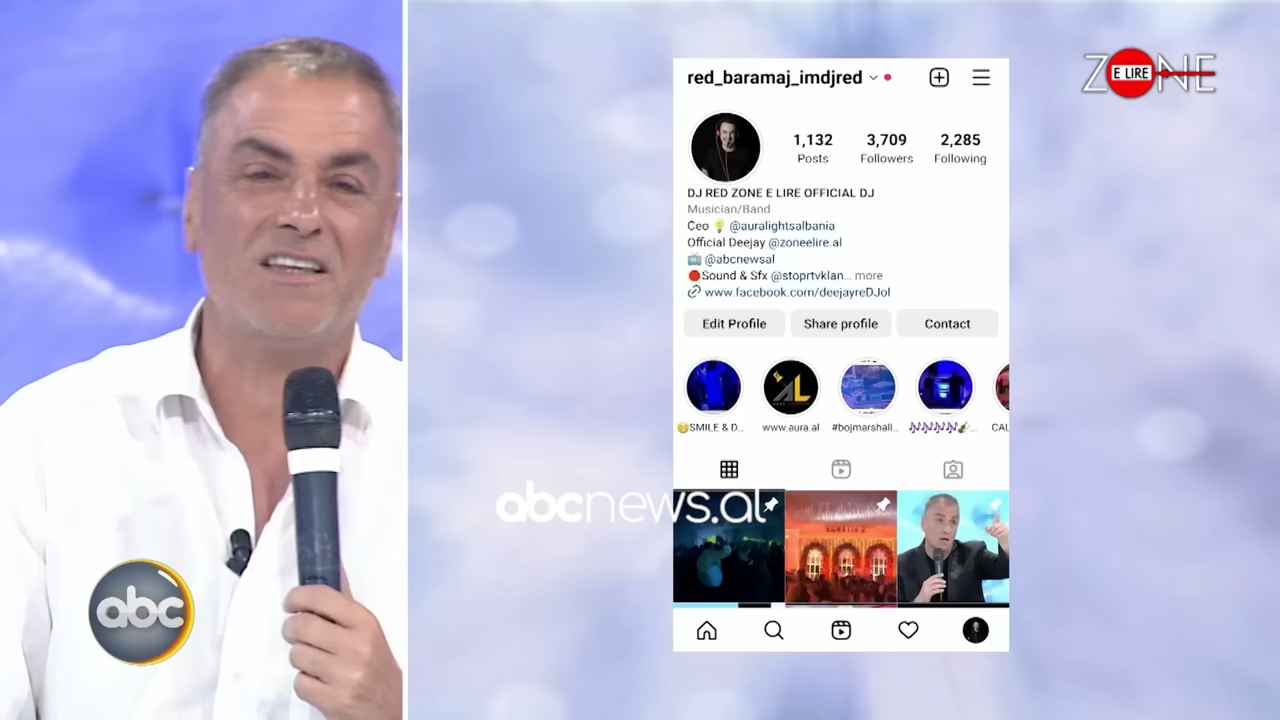 ZONE
E LIRE
red_baramaj_imdjred
1,132 3,709 2,285
Posts Followers Following
DJ RED ZONE E LIRE OFFICIAL DJ
Musician/Band
Ceo 💡 @auralightsalbania
Official Deejay @zoneelire.al
📺 @abcnewsal
🔴Sound & Sfx @stoprtvklan... more
www.facebook.com/deejayreDJol
Edit Profile Share profile Contact
AL
😁SMILE & D... www.aura.al #bojmarshall... 🎶🎶🎶🎶🎸... CAL
abcnews.al
abc